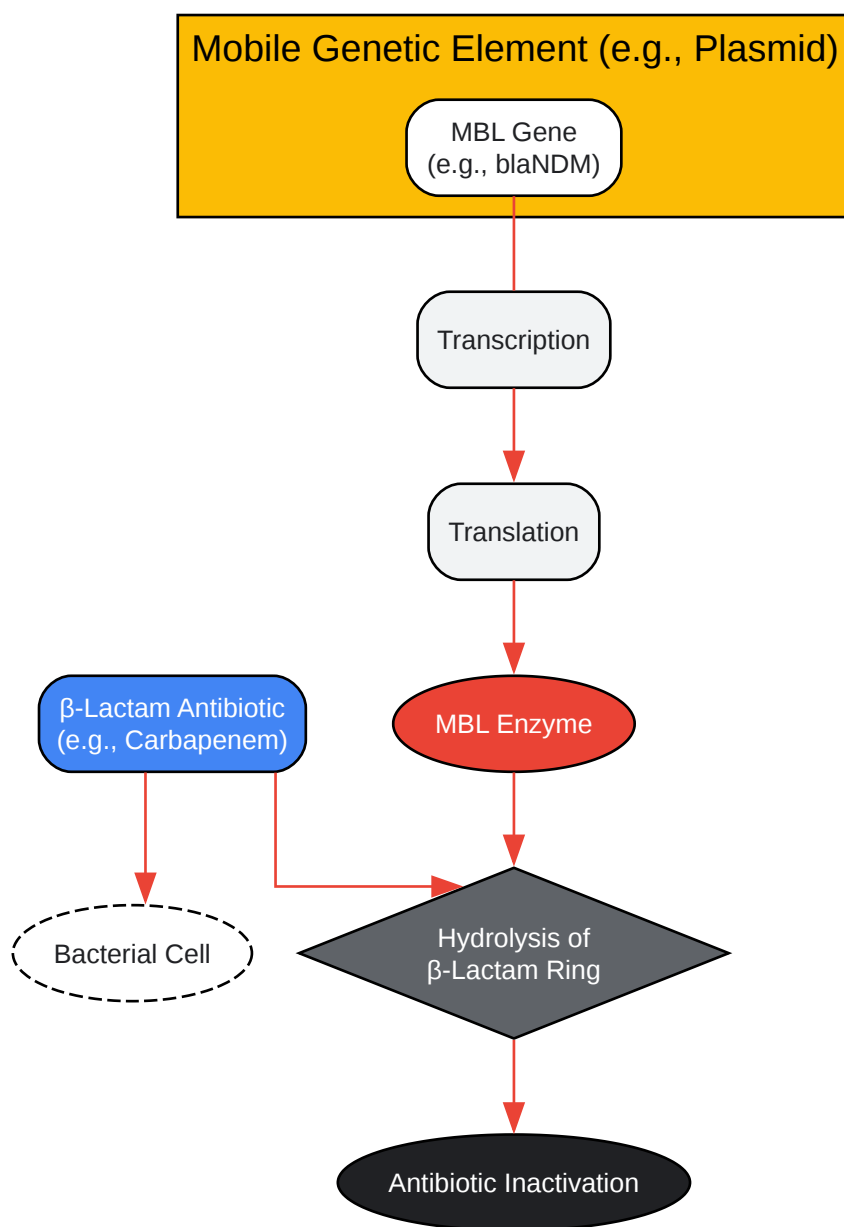 Mobile Genetic Element (e.g., Plasmid)
MBL Gene
(e.g., blaNDM)
Transcription
Translation
β-Lactam Antibiotic
(e.g., Carbapenem)
MBL Enzyme
Bacterial Cell
Hydrolysis of
β-Lactam Ring
Antibiotic Inactivation